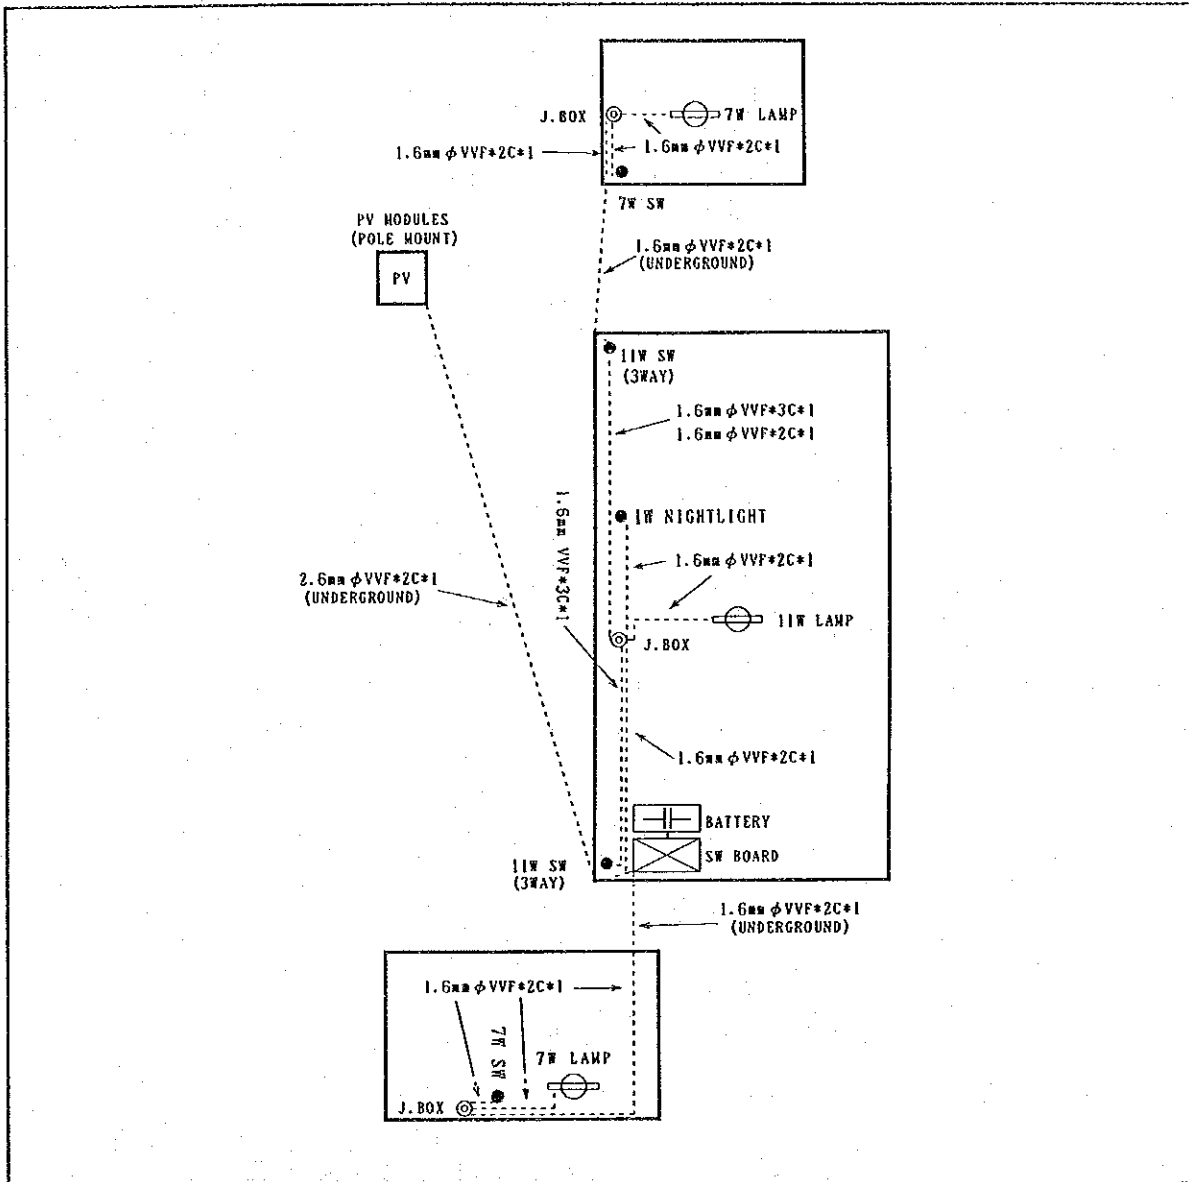 J.BOX
7W LAMP
1.6mm φ VVF*2C*1
1.6mm φ VVF*2C*1
7W SW
PV MODULES
(POLE MOUNT)
PV
1.6mm φ VVF*2C*1
(UNDERGROUND)
11W SW
(3WAY)
1.6mm φ VVF*3C*1
1.6mm φ VVF*2C*1
1.6mm VVF*3C*1
1W NIGHTLIGHT
1.6mm φ VVF*2C*1
2.6mm φ VVF*2C*1
(UNDERGROUND)
11W LAMP
J.BOX
1.6mm φ VVF*2C*1
BATTERY
SW BOARD
11W SW
(3WAY)
1.6mm φ VVF*2C*1
(UNDERGROUND)
1.6mm φ VVF*2C*1
7W SW
7W LAMP
J.BOX